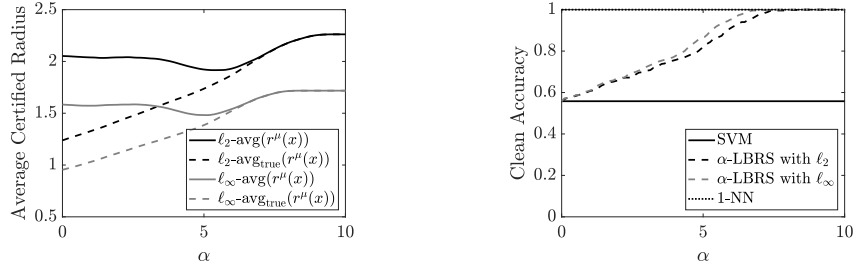 2.5
2
1.5
1
0.5
0
5
10
α
Average Certified Radius
ℓ₂-avg(r^μ(x))
ℓ₂-avg_true(r^μ(x))
ℓ∞-avg(r^μ(x))
ℓ∞-avg_true(r^μ(x))
1
0.8
0.6
0.4
0.2
0
0
5
10
α
Clean Accuracy
SVM
α-LBRS with ℓ₂
α-LBRS with ℓ∞
1-NN